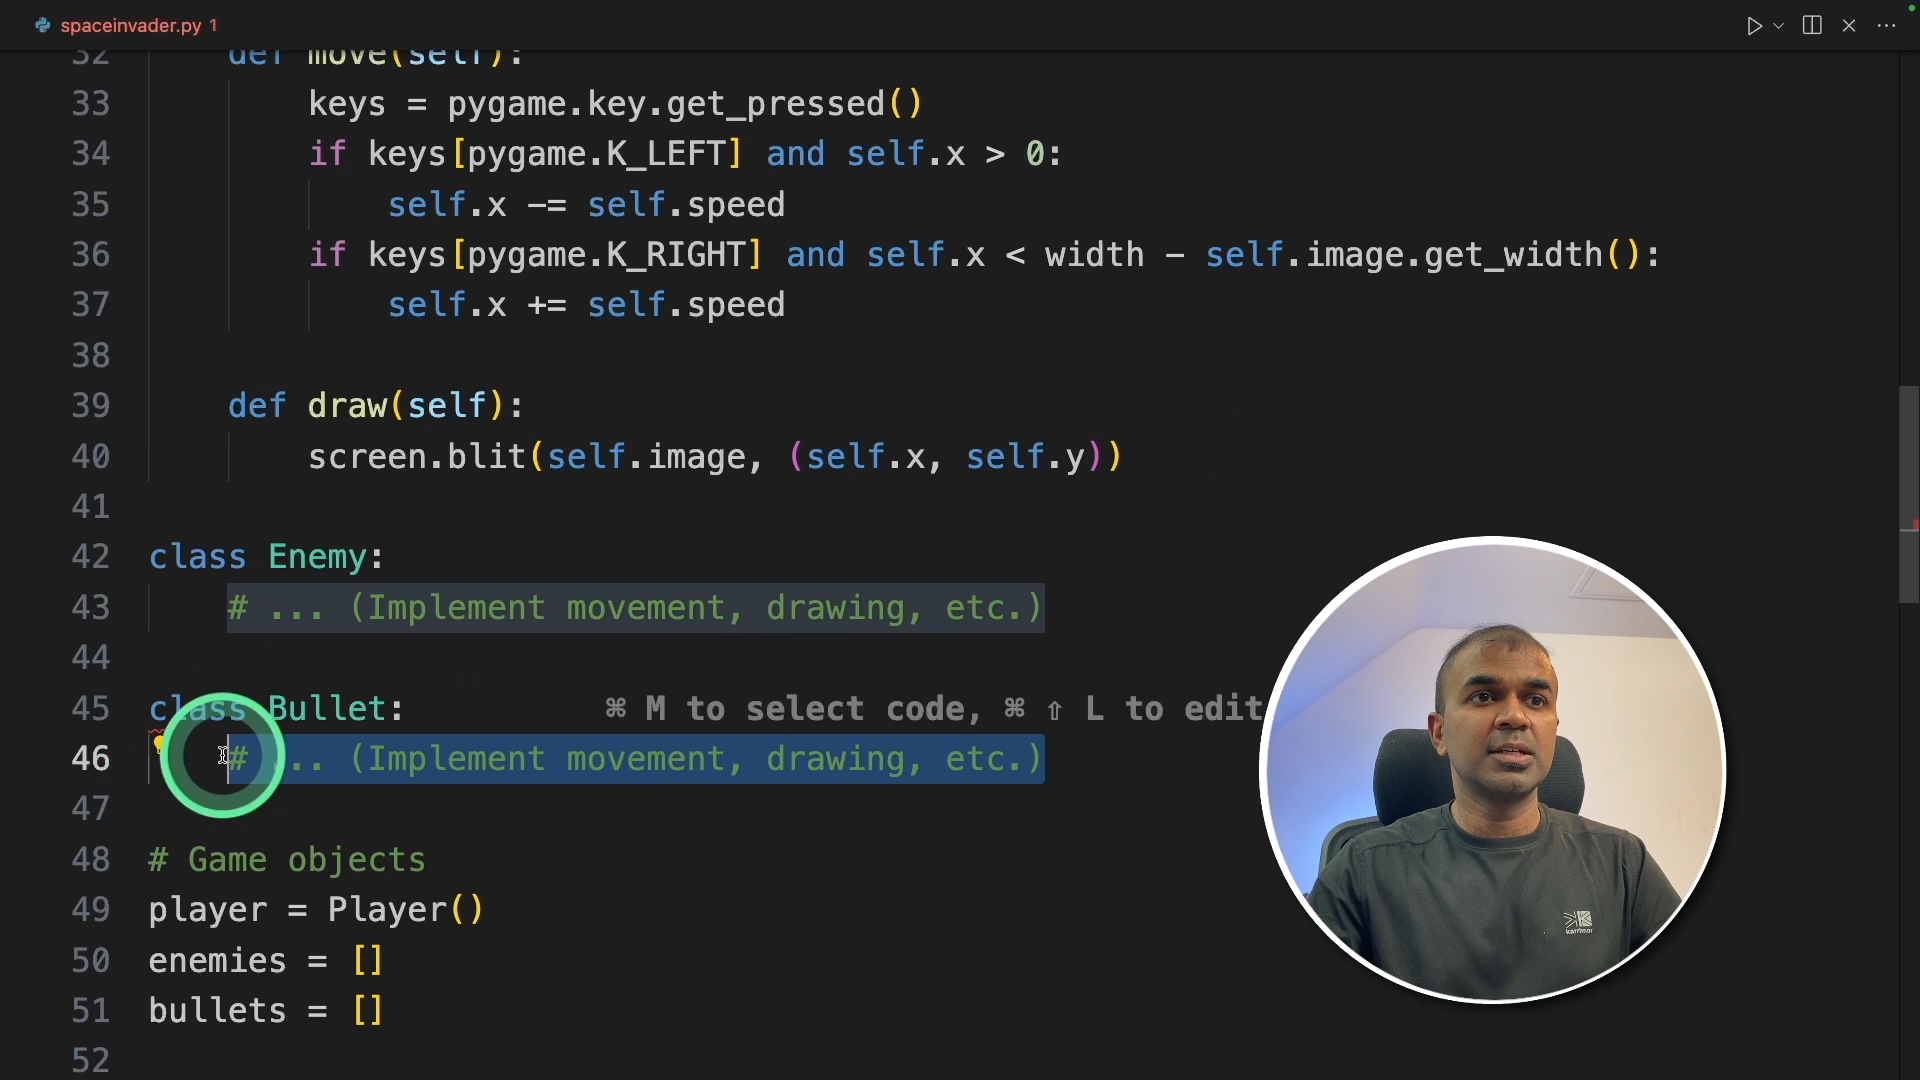 spaceinvader.py 1
32 def move(self):
33 keys = pygame.key.get_pressed()
34 if keys[pygame.K_LEFT] and self.x > 0:
35 self.x -= self.speed
36 if keys[pygame.K_RIGHT] and self.x < width - self.image.get_width():
37 self.x += self.speed
38
39 def draw(self):
40 screen.blit(self.image, (self.x, self.y))
41
42 class Enemy:
43 # ... (Implement movement, drawing, etc.)
44
45 class Bullet: ⌘ M to select code, ⌘ ⇧ L to edit
46 # ... (Implement movement, drawing, etc.)
47
48 # Game objects
49 player = Player()
50 enemies = []
51 bullets = []
52
karrimor